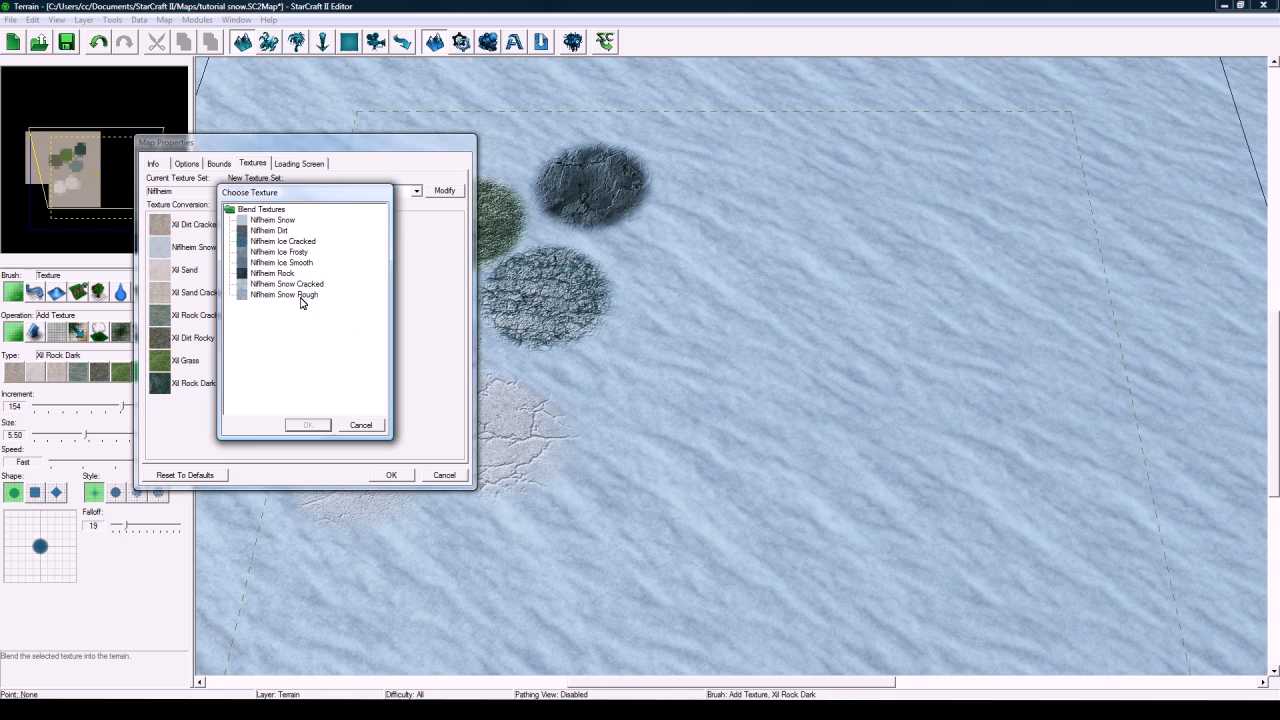 Terrain - [C:/Users/cc/Documents/StarCraft II/Maps/tutorial snow.SC2Map*] - StarCraft II Editor
File Edit View Layer Tools Data Map Modules Window Help
Map Properties
Info Options Bounds Textures Loading Screen
Current Texture Set: New Texture Set:
Niflheim Modify
Texture Conversion:
Choose Texture
Blend Textures
Niflheim Snow
Niflheim Dirt
Niflheim Ice Cracked
Niflheim Ice Frosty
Niflheim Ice Smooth
Niflheim Rock
Niflheim Snow Cracked
Niflheim Snow Rough
OK Cancel
Xil Dirt Cracke
Niflheim Snow
Xil Sand
Xil Sand Crack
Xil Rock Crac
Xil Dirt Rocky
Xil Grass
Xil Rock Dark
Reset To Defaults OK Cancel
Brush: Texture
Operation: Add Texture
Type: Xil Rock Dark
Increment:
154
Size:
5.50
Speed:
Fast
Shape: Style:
Falloff:
19
Blend the selected texture into the terrain.
Point: None Layer: Terrain Difficulty: All Pathing View: Disabled Brush: Add Texture, Xil Rock Dark